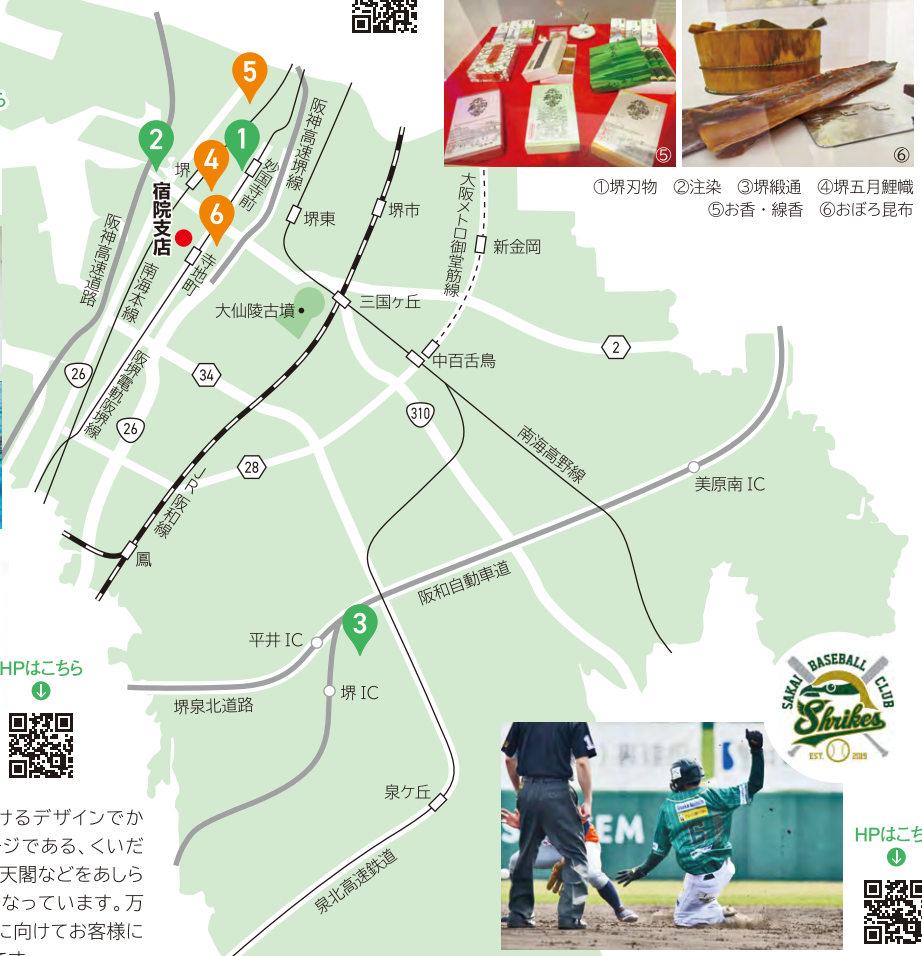 ⑤
⑥
①堺刃物　②注染　③堺緞通　④堺五月鯉幟
⑤お香・線香　⑥おぼろ昆布
ら
5
2
4
1
6
堺
妙国寺前
阪神高速堺線
宿院支店
寺地町
堺東
堺市
大阪メトロ御堂筋線
新金岡
阪神高速道路
南海本線
大仙陵古墳
三国ヶ丘
中百舌鳥
2
26
34
阪堺電軌阪堺線
26
310
28
JR阪和線
南海高野線
美原南IC
鳳
阪和自動車道
3
平井IC
堺IC
堺泉北道路
泉ケ丘
泉北高速鉄道
HPはこちら
SAKAI BASEBALL CLUB
Shrikes
EST. 2019
HPはこち
けるデザインでか
ージである、くいだ
天閣などをあしら
なっています。万
に向けてお客様に